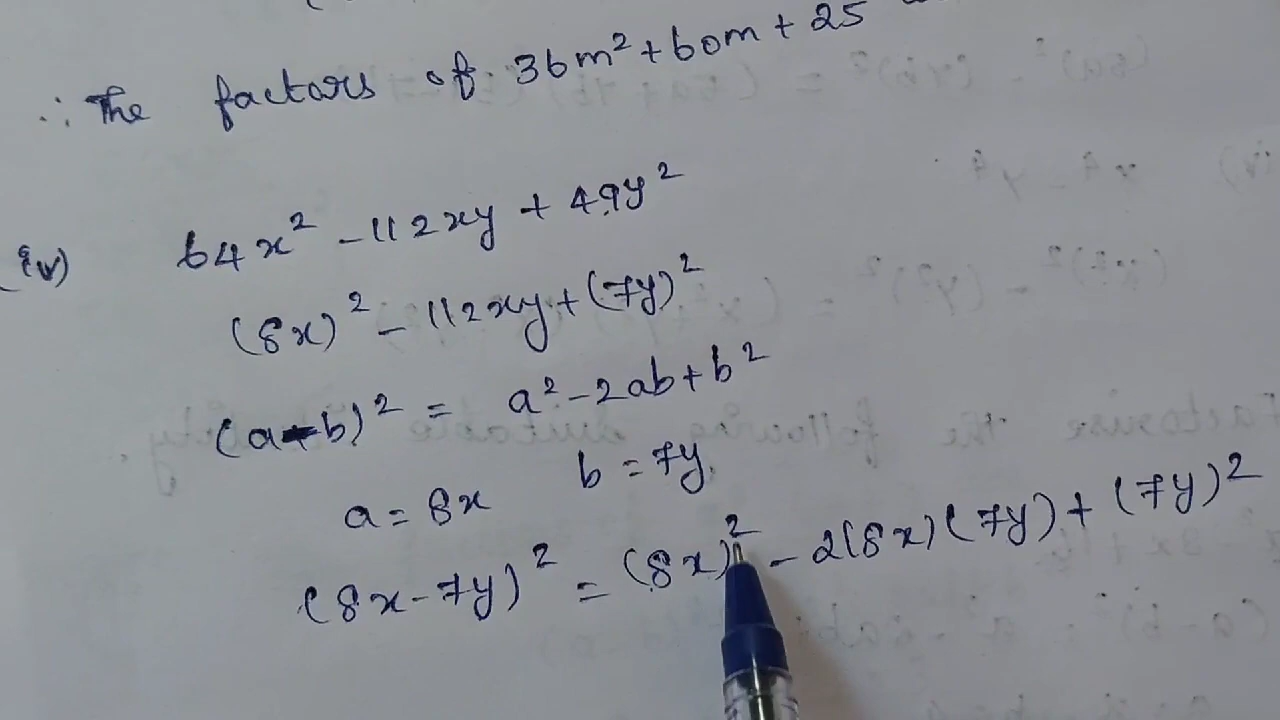 ∴ The factors of 36m² + 60m + 25
(iv) 64x² - 112xy + 49y²
(8x)² - 112xy + (7y)²
(a-b)² = a² - 2ab + b²
a = 8x b = 7y
(8x - 7y)² = (8x)² - 2(8x)(7y) + (7y)²